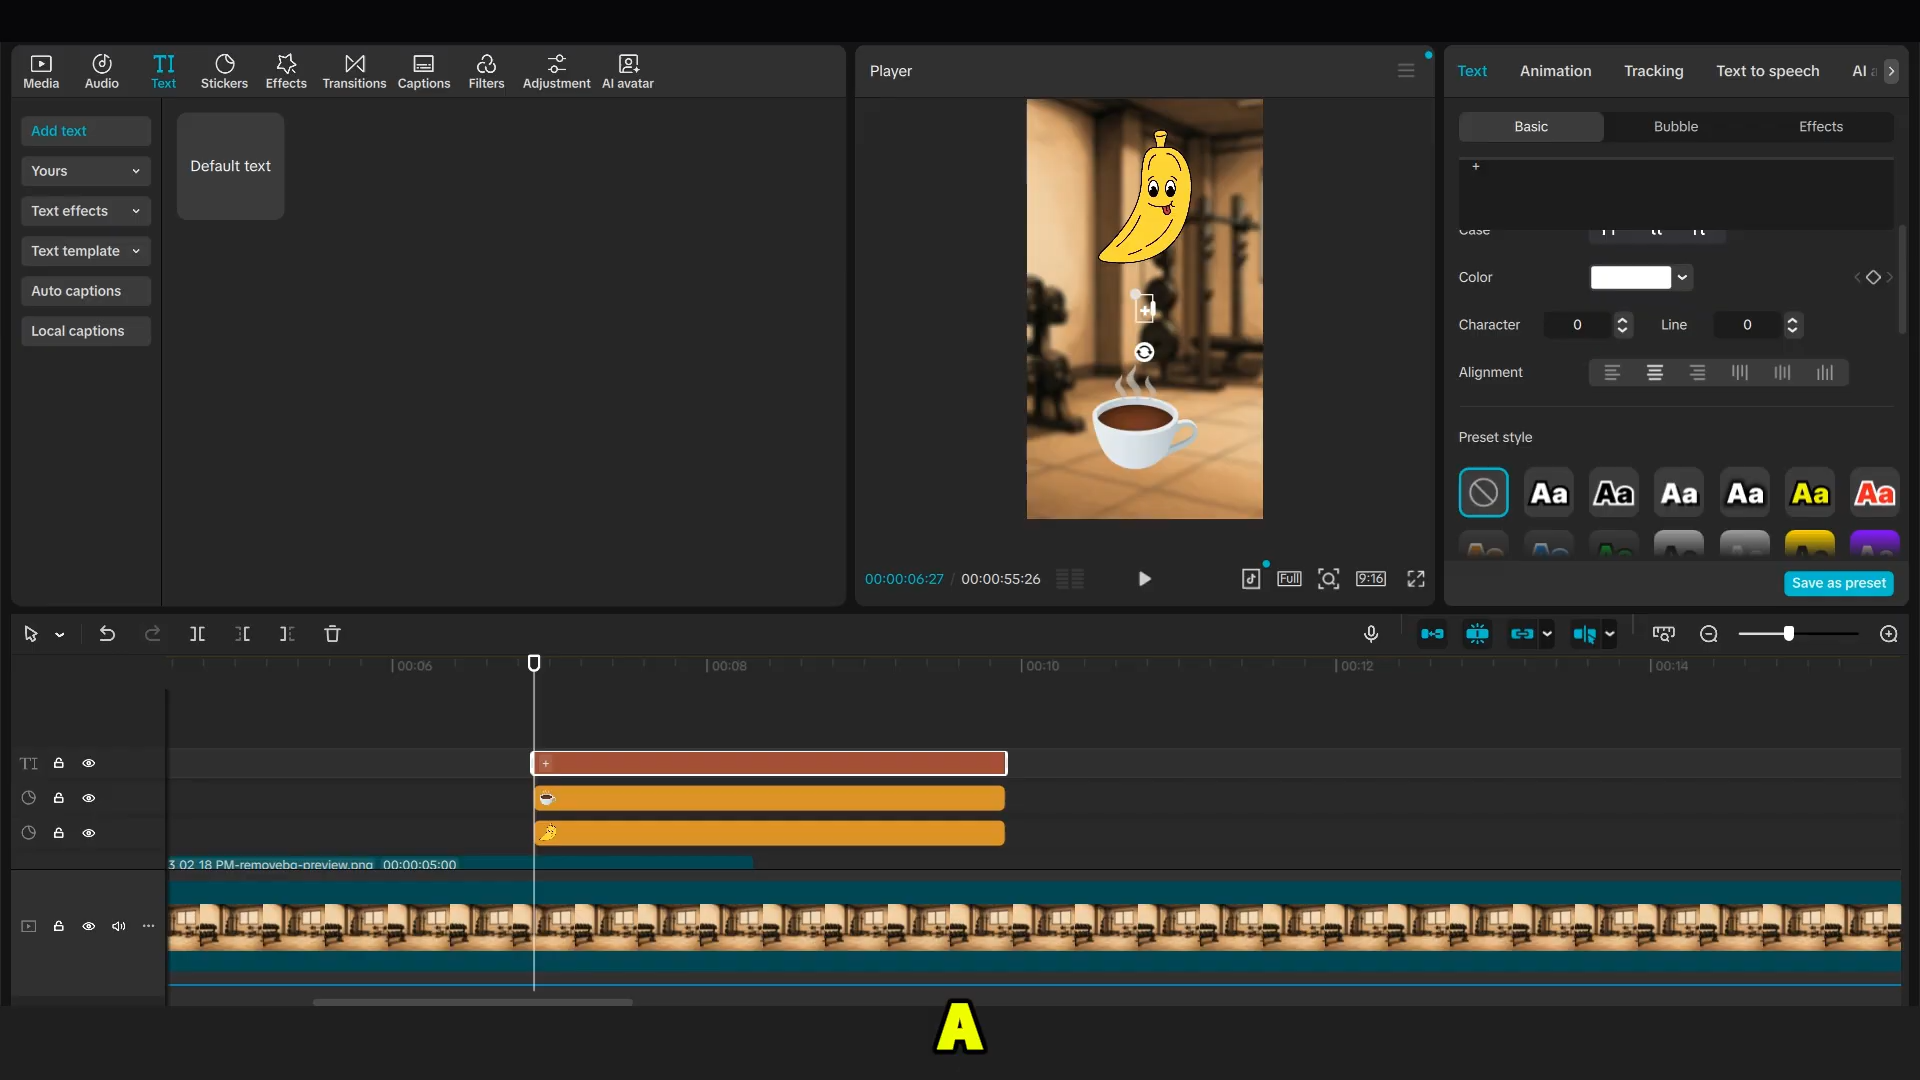 Media Audio TI Text Stickers Effects Transitions Captions Filters Adjustment AI avatar
Add text
Yours
Text effects
Text template
Auto captions
Local captions
Default text
Player
+
00:00:06:27 / 00:00:55:26
Full
9:16
Text Animation Tracking Text to speech AI a
Basic Bubble Effects
+
Case
Color
Character 0 Line 0
Alignment
Preset style
Aa Aa Aa Aa Aa Aa
Save as preset
00:06 00:08 00:10 00:12 00:14
TI
+
3 02 18 PM-removebg-preview.png 00:00:05:00
A